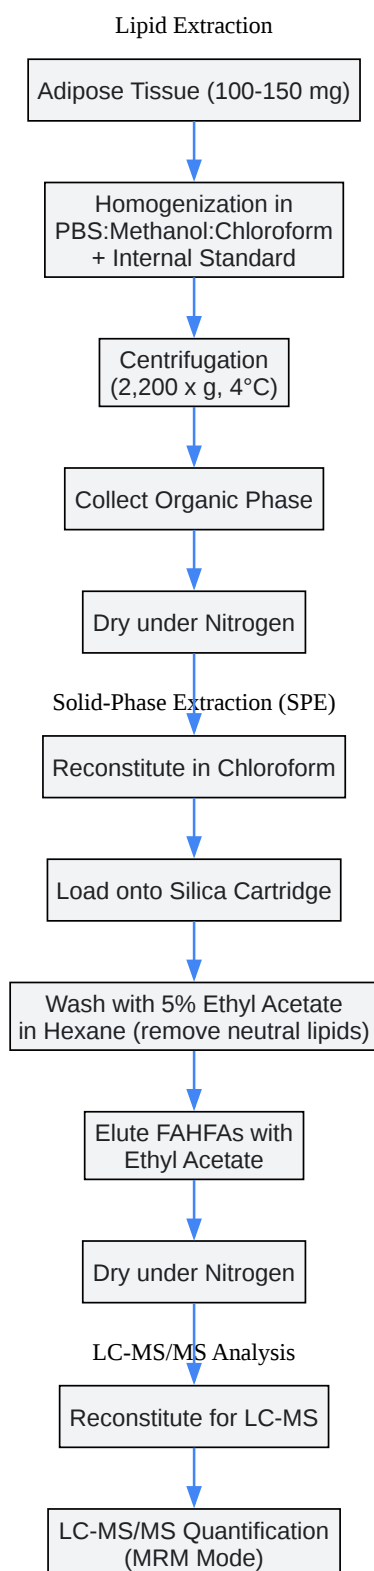 Lipid Extraction
Adipose Tissue (100-150 mg)
Homogenization in
PBS:Methanol:Chloroform
+ Internal Standard
Centrifugation
(2,200 x g, 4°C)
Collect Organic Phase
Dry under Nitrogen
Solid-Phase Extraction (SPE)
Reconstitute in Chloroform
Load onto Silica Cartridge
Wash with 5% Ethyl Acetate
in Hexane (remove neutral lipids)
Elute FAHFAs with
Ethyl Acetate
Dry under Nitrogen
LC-MS/MS Analysis
Reconstitute for LC-MS
LC-MS/MS Quantification
(MRM Mode)